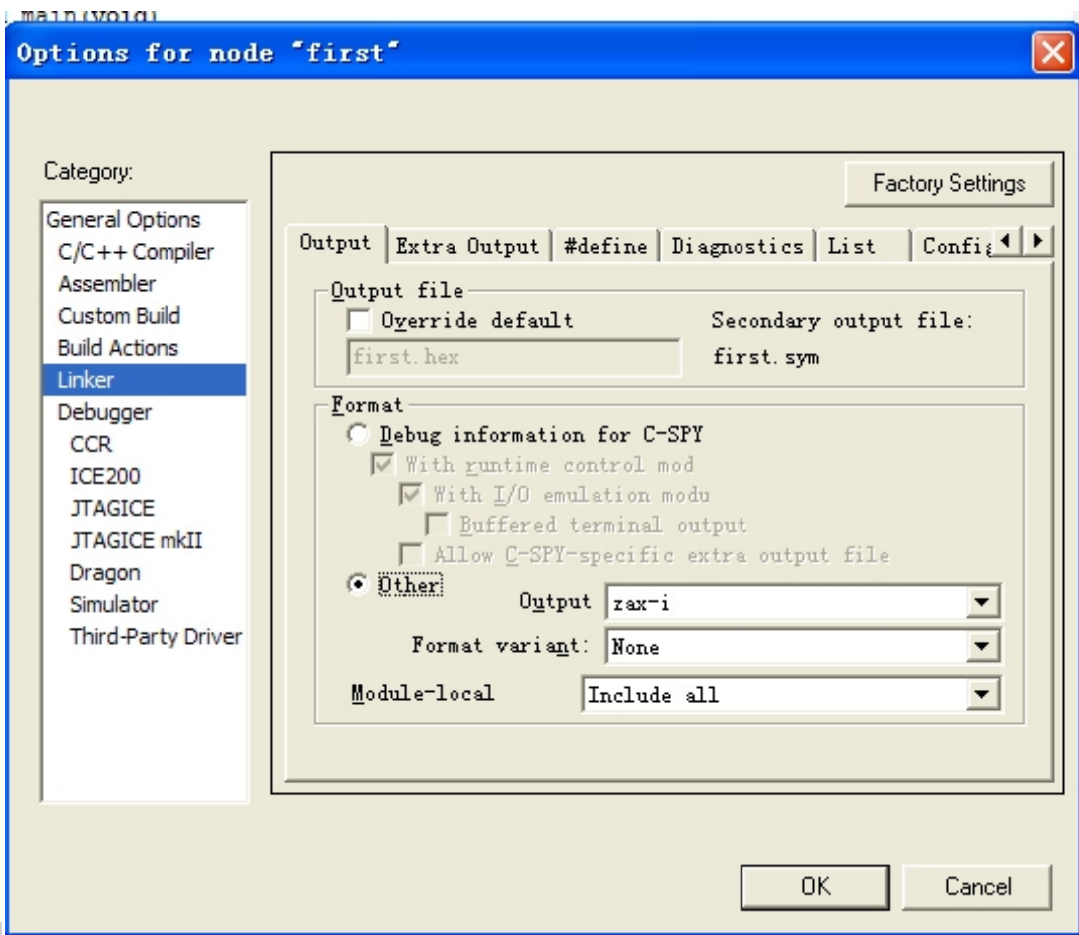 main(void)
Options for node "first"
Category:
General Options
C/C++ Compiler
Assembler
Custom Build
Build Actions
Linker
Debugger
CCR
ICE200
JTAGICE
JTAGICE mkII
Dragon
Simulator
Third-Party Driver
Factory Settings
Output
Extra Output
#define
Diagnostics
List
Config
Output file
Override default
Secondary output file:
first.hex
first.sym
Format
Debug information for C-SPY
With runtime control mod
With I/O emulation modu
Buffered terminal output
Allow C-SPY-specific extra output file
Other
Output
zax-i
Format variant:
None
Module-local
Include all
OK
Cancel